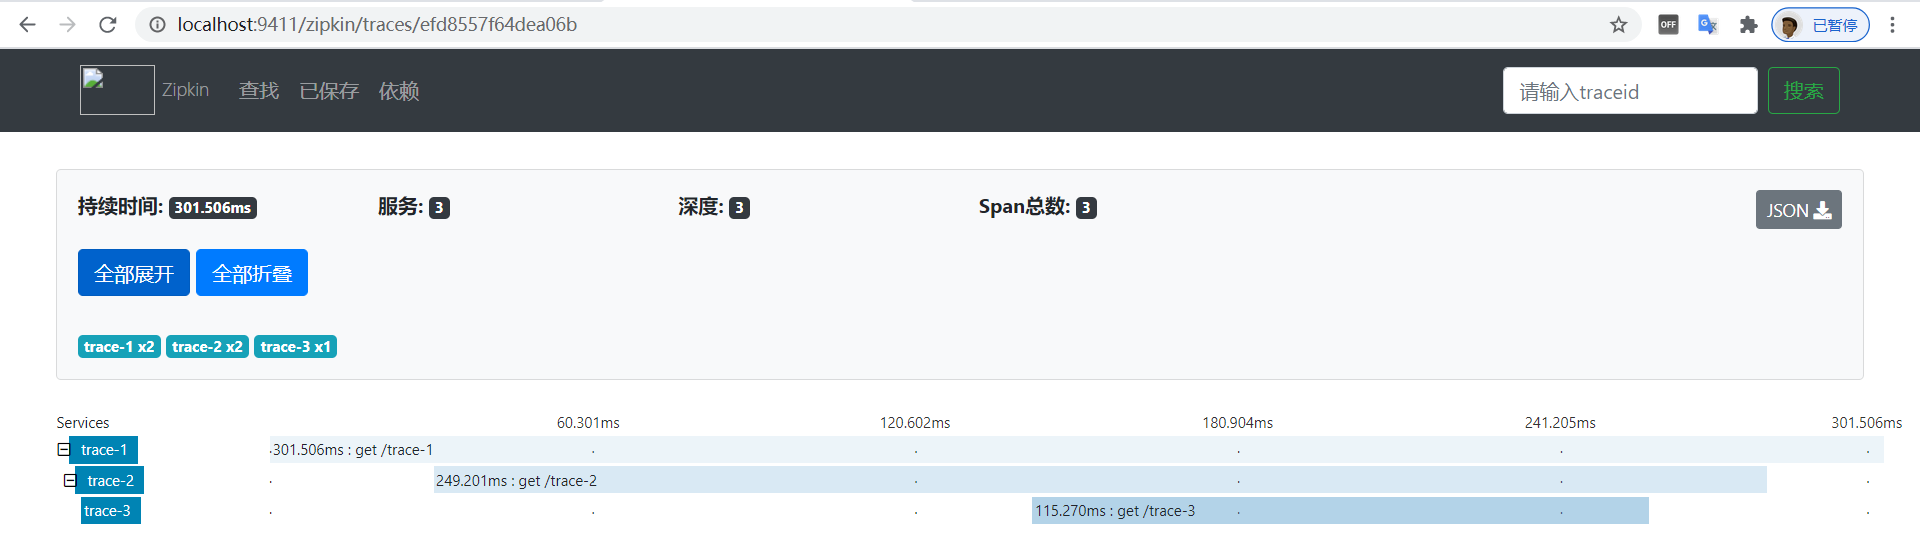 localhost:9411/zipkin/traces/efd8557f64dea06b
OFF
已暂停
Zipkin 查找 已保存 依赖 请输入traceid 搜索
持续时间: 301.506ms 服务: 3 深度: 3 Span总数: 3 JSON
全部展开 全部折叠
trace-1 x2 trace-2 x2 trace-3 x1
Services 60.301ms 120.602ms 180.904ms 241.205ms 301.506ms
trace-1 301.506ms : get /trace-1
trace-2 249.201ms : get /trace-2
trace-3 115.270ms : get /trace-3